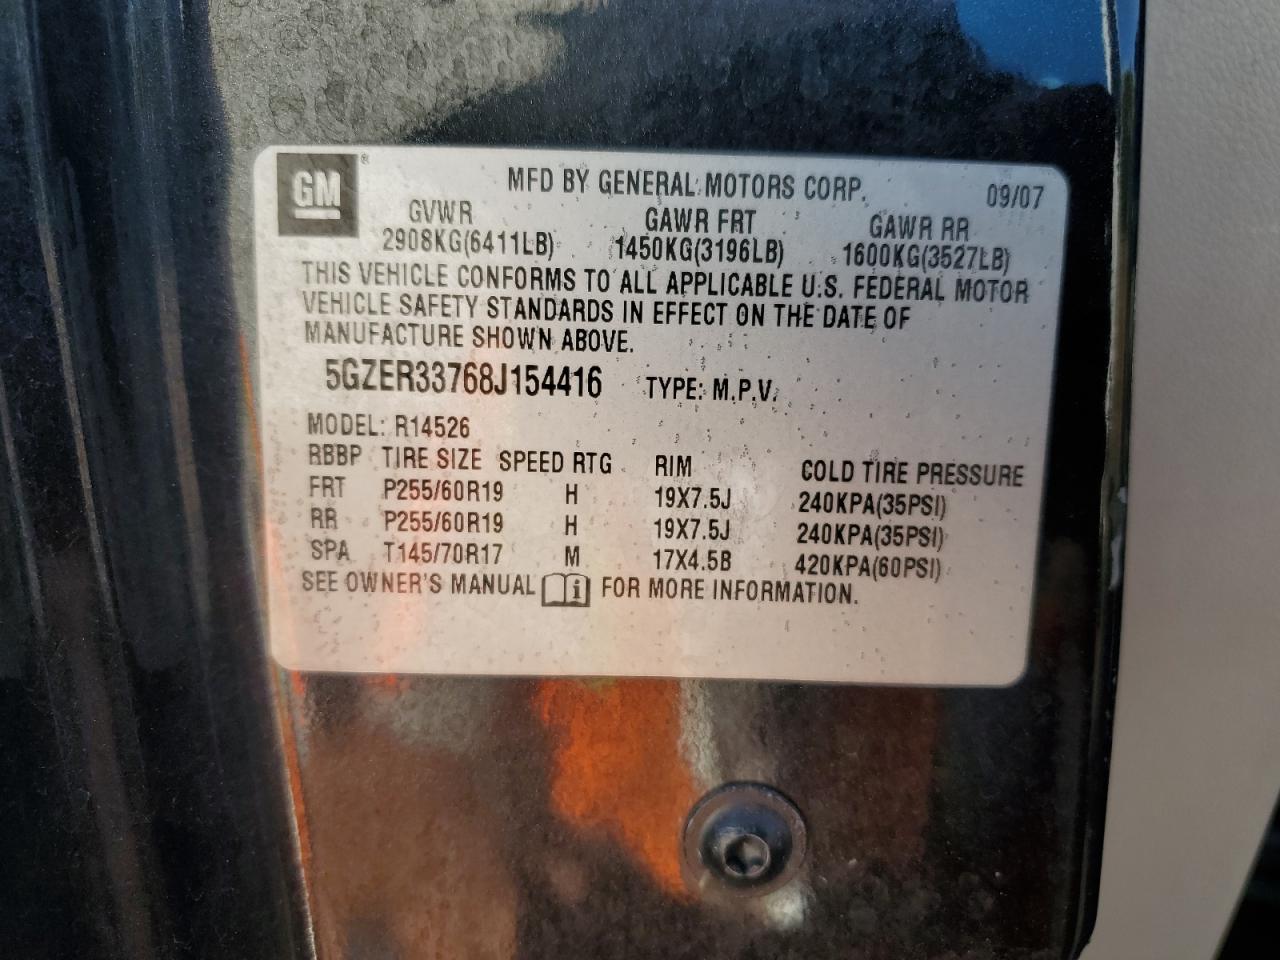 GM®
MFD BY GENERAL MOTORS CORP. 09/07
GVWR GAWR FRT GAWR RR
2908KG(6411LB) 1450KG(3196LB) 1600KG(3527LB)
THIS VEHICLE CONFORMS TO ALL APPLICABLE U.S. FEDERAL MOTOR
VEHICLE SAFETY STANDARDS IN EFFECT ON THE DATE OF
MANUFACTURE SHOWN ABOVE.
5GZER33768J154416 TYPE: M.P.V.
MODEL: R14526
RBBP TIRE SIZE SPEED RTG RIM COLD TIRE PRESSURE
FRT P255/60R19 H 19X7.5J 240KPA(35PSI)
RR P255/60R19 H 19X7.5J 240KPA(35PSI)
SPA T145/70R17 M 17X4.5B 420KPA(60PSI)
SEE OWNER'S MANUAL FOR MORE INFORMATION.